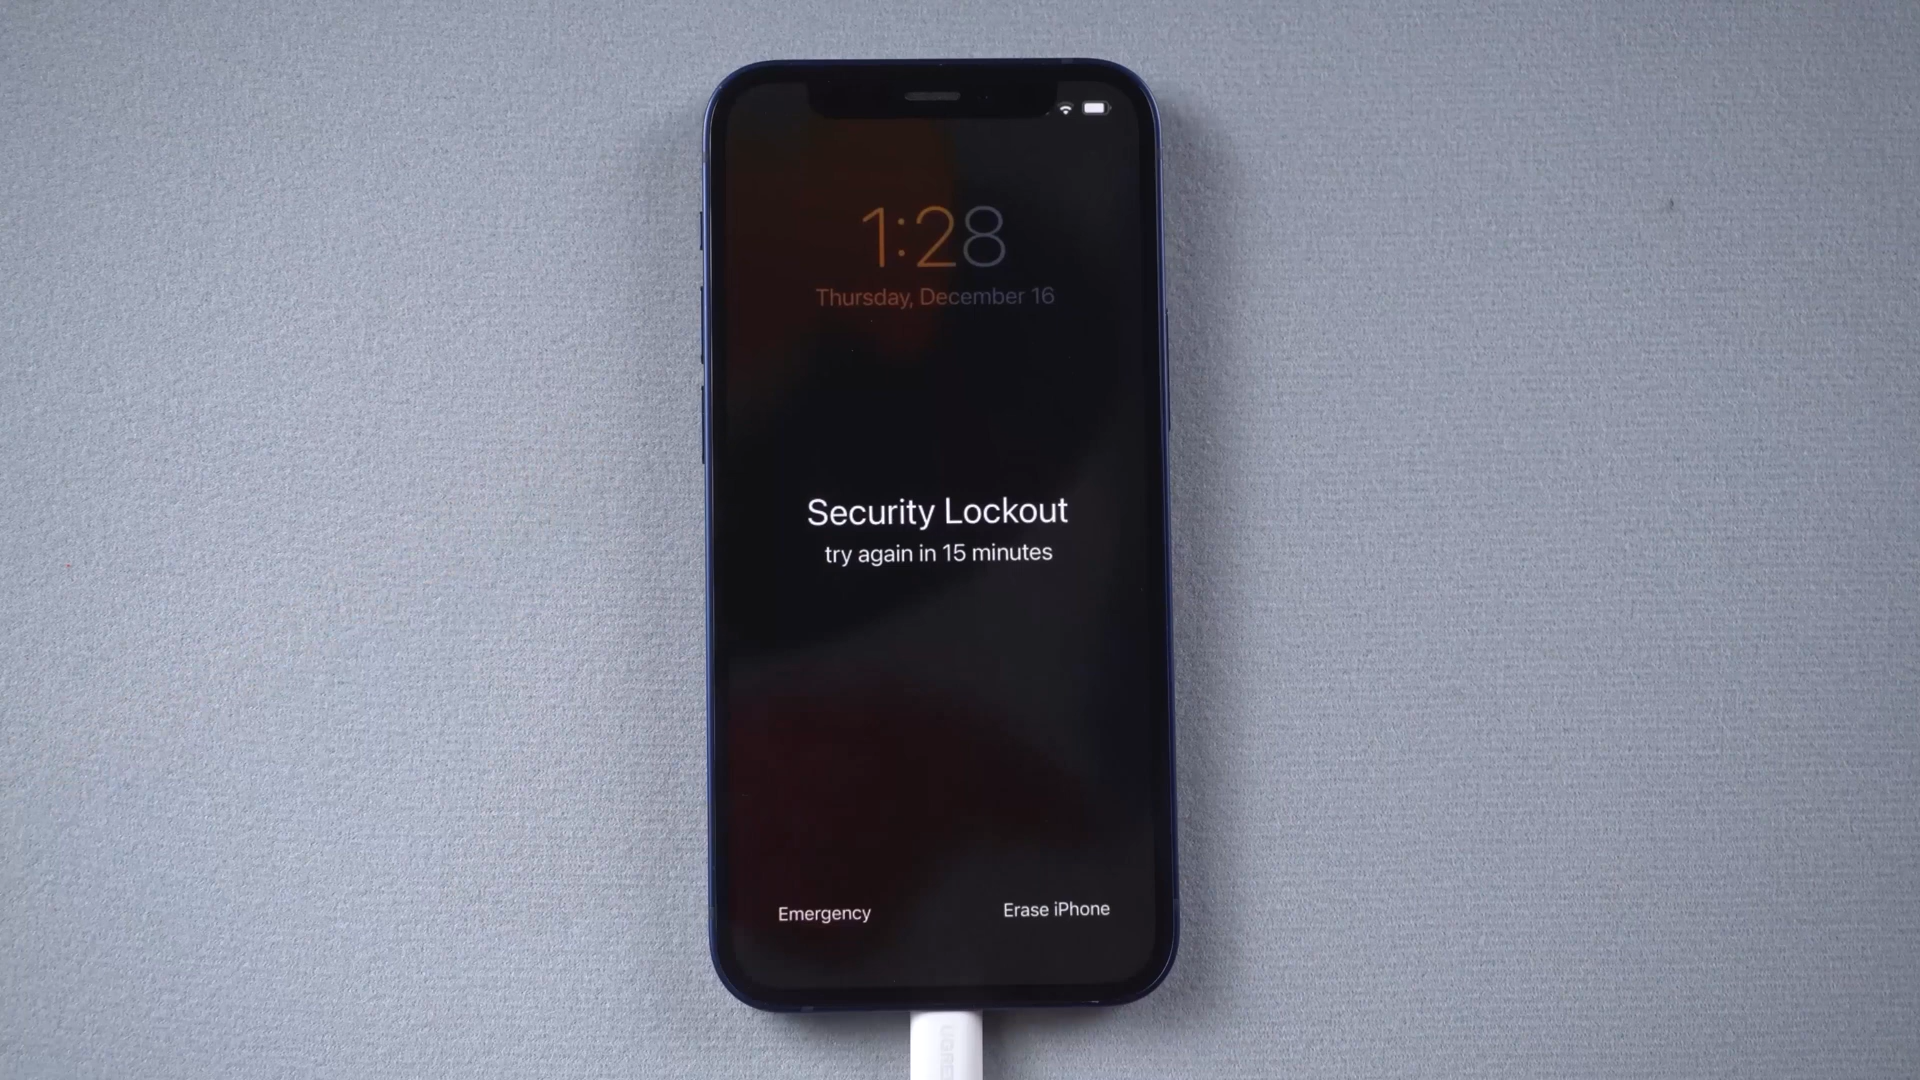 1:28
Thursday, December 16
Security Lockout
try again in 15 minutes
Emergency
Erase iPhone